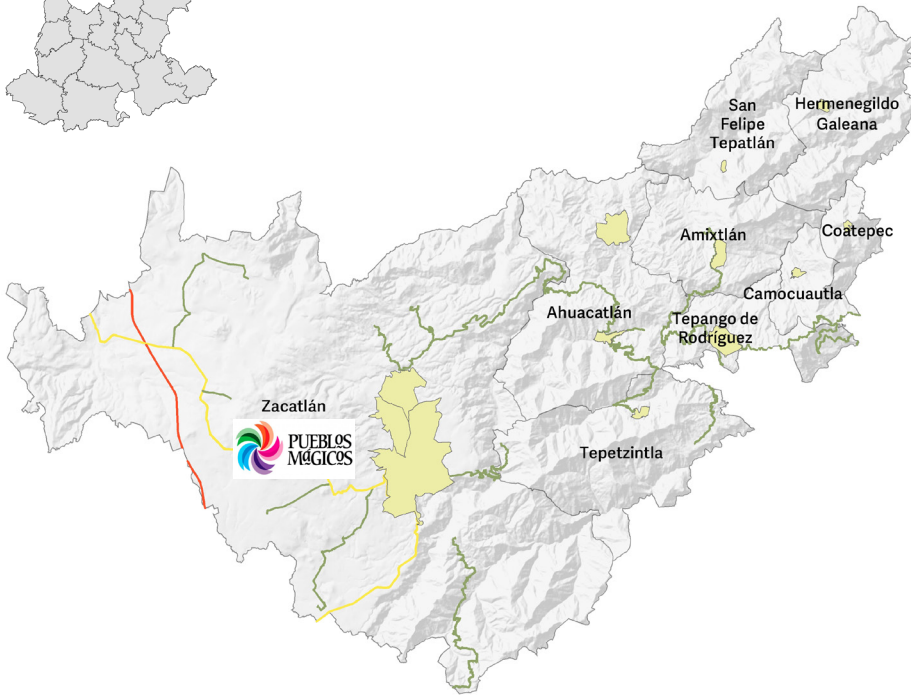 San
Felipe
Tepatlán
Hermenegildo
Galeana
Amixtlán
Coatepec
Camocuautla
Ahuacatlán
Tepango de
Rodríguez
Zacatlán
PUEBLOS
MáGICOS
Tepetzintla